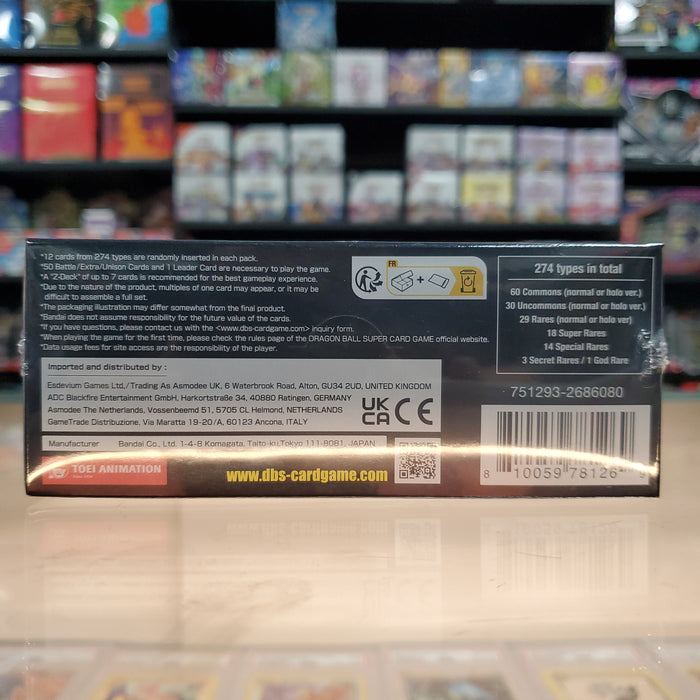 *12 cards from 274 types are randomly inserted in each pack.
*50 Battle/Extra/Unison Cards and 1 Leader Card are necessary to play the game.
*A "Z-Deck" of up to 7 cards is recommended for the best gameplay experience.
*Due to the nature of the product, multiples of one card may appear, or it may be
difficult to assemble a full set.
*The packaging illustration may differ somewhat from the final product.
*Bandai does not assume responsibility for the future value of the cards.
*If you have questions, please contact us with the <www.dbs-cardgame.com> inquiry form.
*When playing the game for the first time, please check the rules page of the DRAGON BALL SUPER CARD GAME official website.
*Data usage fees for site access are the responsibility of the player.
FR
+
274 types in total
60 Commons (normal or holo ver.)
30 Uncommons (normal or holo ver.)
29 Rares (normal or holo ver)
18 Super Rares
14 Special Rares
3 Secret Rares / 1 God Rare
Imported and distributed by :
Esdevium Games Ltd./Trading As Asmodee UK, 6 Waterbrook Road, Alton, GU34 2UD, UNITED KINGDOM
ADC Blackfire Entertainment GmbH, Harkortstraße 34, 40880 Ratingen, GERMANY
Asmodee The Netherlands, Vossenbeemd 51, 5705 CL Helmond, NETHERLANDS
GameTrade Distribuzione, Via Maratta 19-20/A, 60123 Ancona, ITALY
UK
CA CE
751293-2686080
Manufacturer Bandai Co., Ltd. 1-4-8 Komagata, Taito-ku,Tokyo 111-8081, JAPAN
TOEI ANIMATION
www.dbs-cardgame.com
8 10059 78126